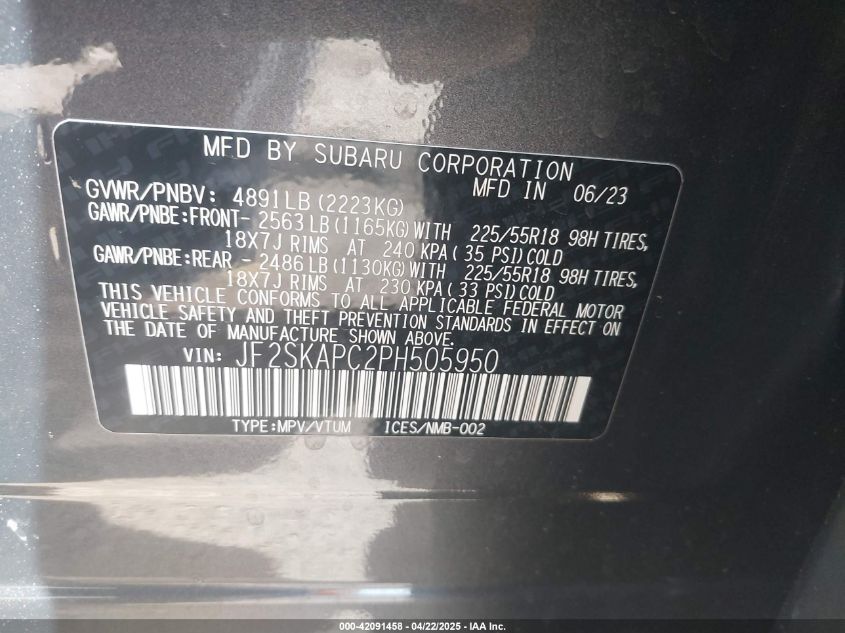 MFD BY SUBARU CORPORATION
GVWR/PNBV: 4891LB(2223KG) MFD IN 06/23
GAWR/PNBE:FRONT- 2563LB(1165KG)WITH 225/55R18 98H TIRES,
18X7J RIMS AT 240 KPA( 35 PSI)COLD
GAWR/PNBE:REAR - 2486LB(1130KG)WITH 225/55R18 98H TIRES,
18X7J RIMS AT 230 KPA( 33 PSI)COLD
THIS VEHICLE CONFORMS TO ALL APPLICABLE FEDERAL MOTOR
VEHICLE SAFETY AND THEFT PREVENTION STANDARDS IN EFFECT ON
THE DATE OF MANUFACTURE SHOWN ABOVE.
VIN: JF2SKAPC2PH505950
TYPE:MPV/VTUM ICES/NMB-002
000-42091458 - 04/22/2025 - IAA Inc.